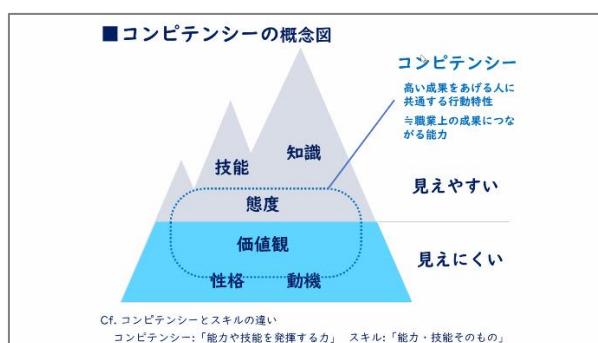 ■コンピテンシーの概念図
コンピテンシー
高い成果をあげる人に
共通する行動特性
≒職業上の成果につな
がる能力
知識
技能
見えやすい
態度
価値観
見えにくい
性格 動機
Cf. コンピテンシーとスキルの違い
コンピテンシー:「能力や技能を発揮する力」 スキル:「能力・技能そのもの」